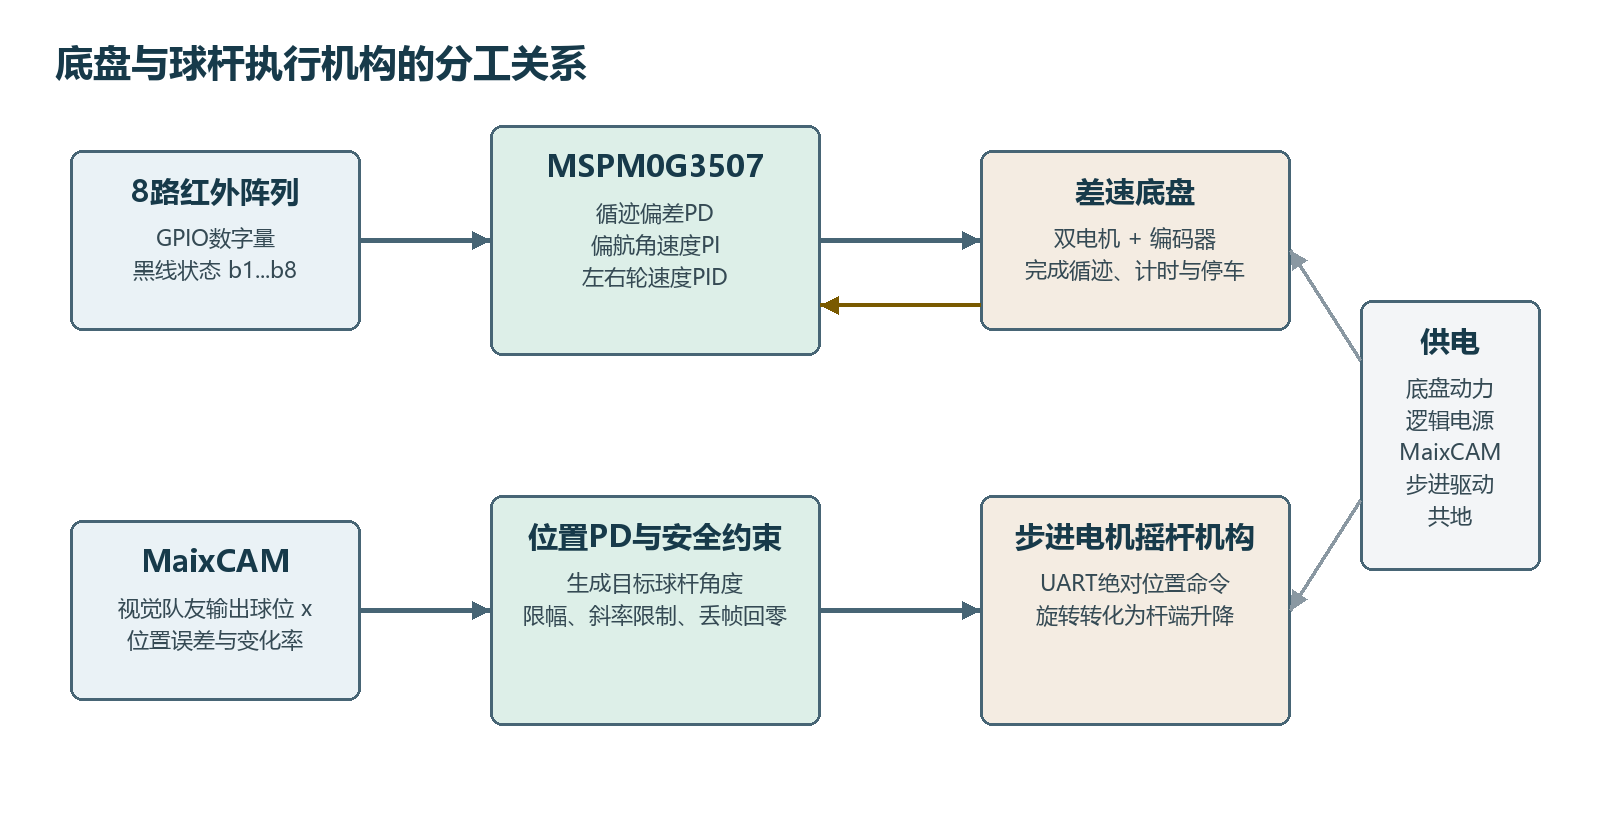 底盘与球杆执行机构的分工关系
8路红外阵列
GPIO数字量
黑线状态 b1...b8
MSPM0G3507
循迹偏差PD
偏航角速度PI
左右轮速度PID
差速底盘
双电机 + 编码器
完成循迹、计时与停车
供电
底盘动力
逻辑电源
MaixCAM
步进驱动
共地
MaixCAM
视觉队友输出球位 x
位置误差与变化率
位置PD与安全约束
生成目标球杆角度
限幅、斜率限制、丢帧回零
步进电机摇杆机构
UART绝对位置命令
旋转转化为杆端升降